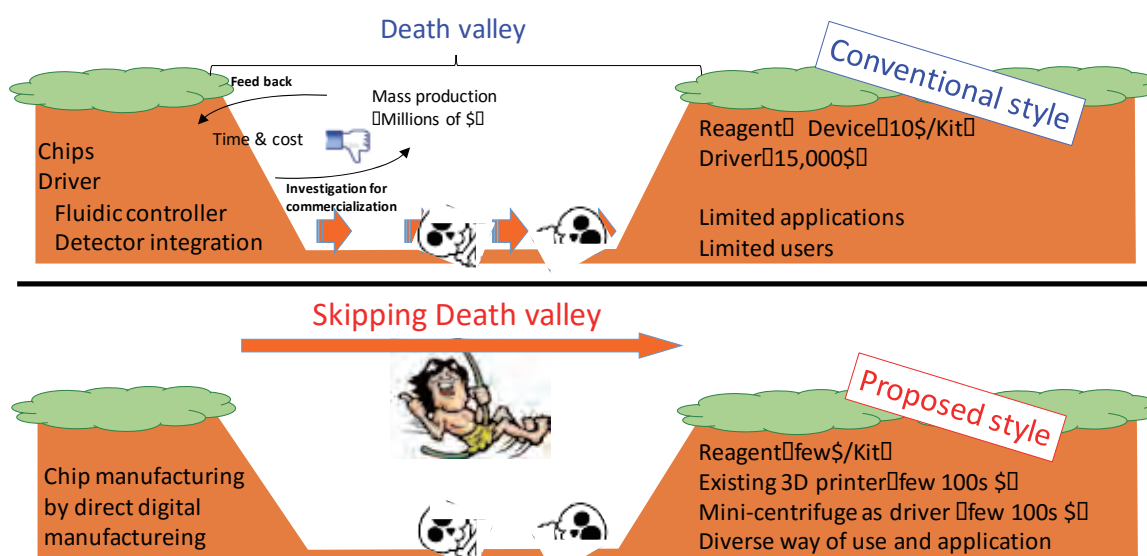 Death valley
Conventional style
Feed back
Mass production
▯Millions of $▯
Time & cost
Investigation for
commercialization
Chips
Driver
Fluidic controller
Detector integration
Reagent▯ Device▯10$/Kit▯
Driver▯15,000$▯
Limited applications
Limited users
Skipping Death valley
Proposed style
Chip manufacturing
by direct digital
manufactureing
Reagent▯few$/Kit▯
Existing 3D printer▯few 100s $▯
Mini-centrifuge as driver ▯few 100s $▯
Diverse way of use and application